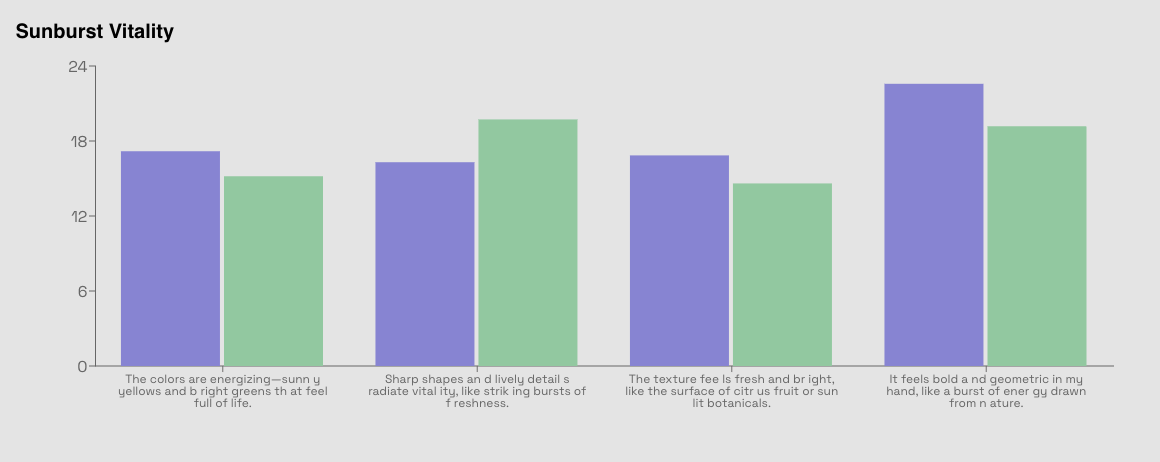 Sunburst Vitality
24
18
12
6
0
The colors are energizing—sunn y
yellows and b right greens th at feel
full of life.
Sharp shapes an d lively detail s
radiate vital ity, like strik ing bursts of
f reshness.
The texture fee ls fresh and br ight,
like the surface of citr us fruit or sun
lit botanicals.
It feels bold a nd geometric in my
hand, like a burst of ener gy drawn
from n ature.